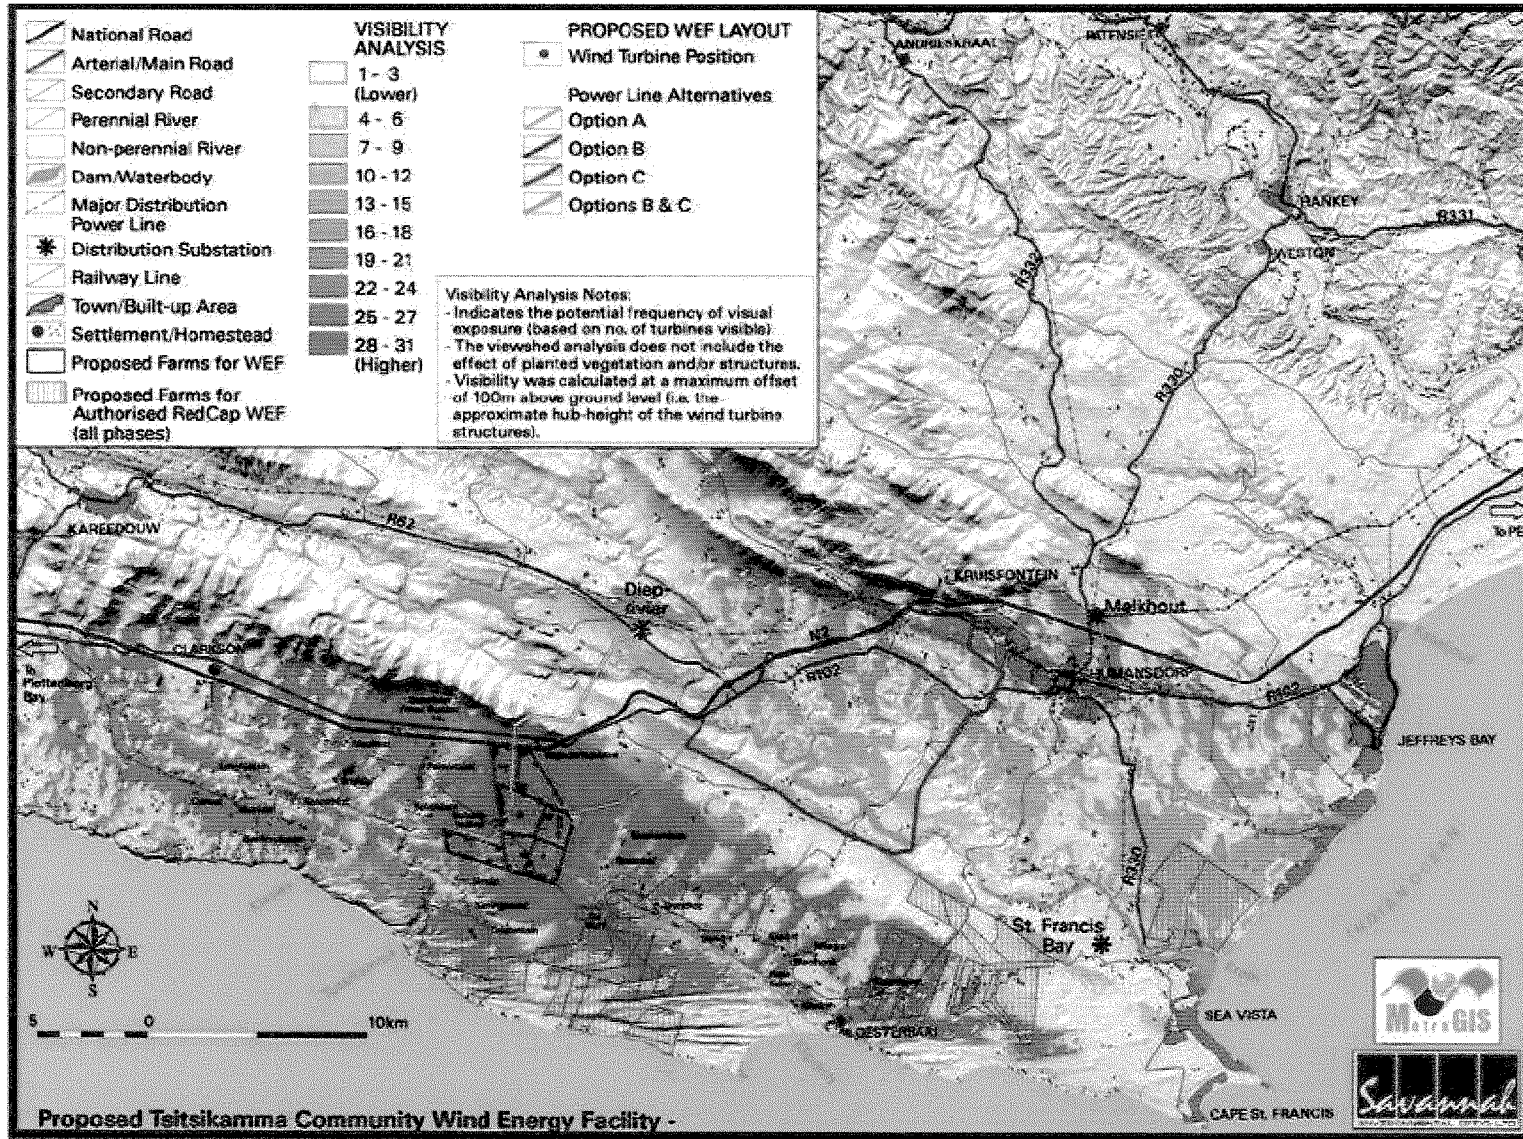 National Road
Arterial/Main Road
Secondary Road
Perennial River
Non-perennial River
Dam/Waterbody
Major Distribution
Power Line
Distribution Substation
Railway Line
Town/Built-up Area
Settlement/Homestead
Proposed Farms for WEF
Proposed Farms for
Authorised RedCap WEF
(all phases)
VISIBILITY
ANALYSIS
1 - 3
(Lower)
4 - 6
7 - 9
10 - 12
13 - 15
16 - 18
19 - 21
22 - 24
25 - 27
28 - 31
(Higher)
PROPOSED WEF LAYOUT
Wind Turbine Position
Power Line Alternatives
Option A
Option B
Option C
Options B & C
Visibility Analysis Notes:
- Indicates the potential frequency of visual
exposure (based on no. of turbines visible)
- The viewshed analysis does not include the
effect of planted vegetation and/or structures.
- Visibility was calculated at a maximum offset
of 100m above ground level (i.e. the
approximate hub-height of the wind turbine
structures).
ANDRIESKRAAL
PATENSIE
HANKEY
R331
WESTON
R332
R330
To PE
KAREEDOUW
R62
Diep-
rivier
KRUISFONTEIN
Melkhout
N2
CLARKSON
To
Plettenberg
Bay
R102
HUMANSDORP
R102
JEFFREYS BAY
R330
St. Francis
Bay
N
W E
S
5 0 10km
OESTERBAAI
SEA VISTA
CAPE St. FRANCIS
MetroGIS
Savannah
Proposed Tsitsikamma Community Wind Energy Facility -